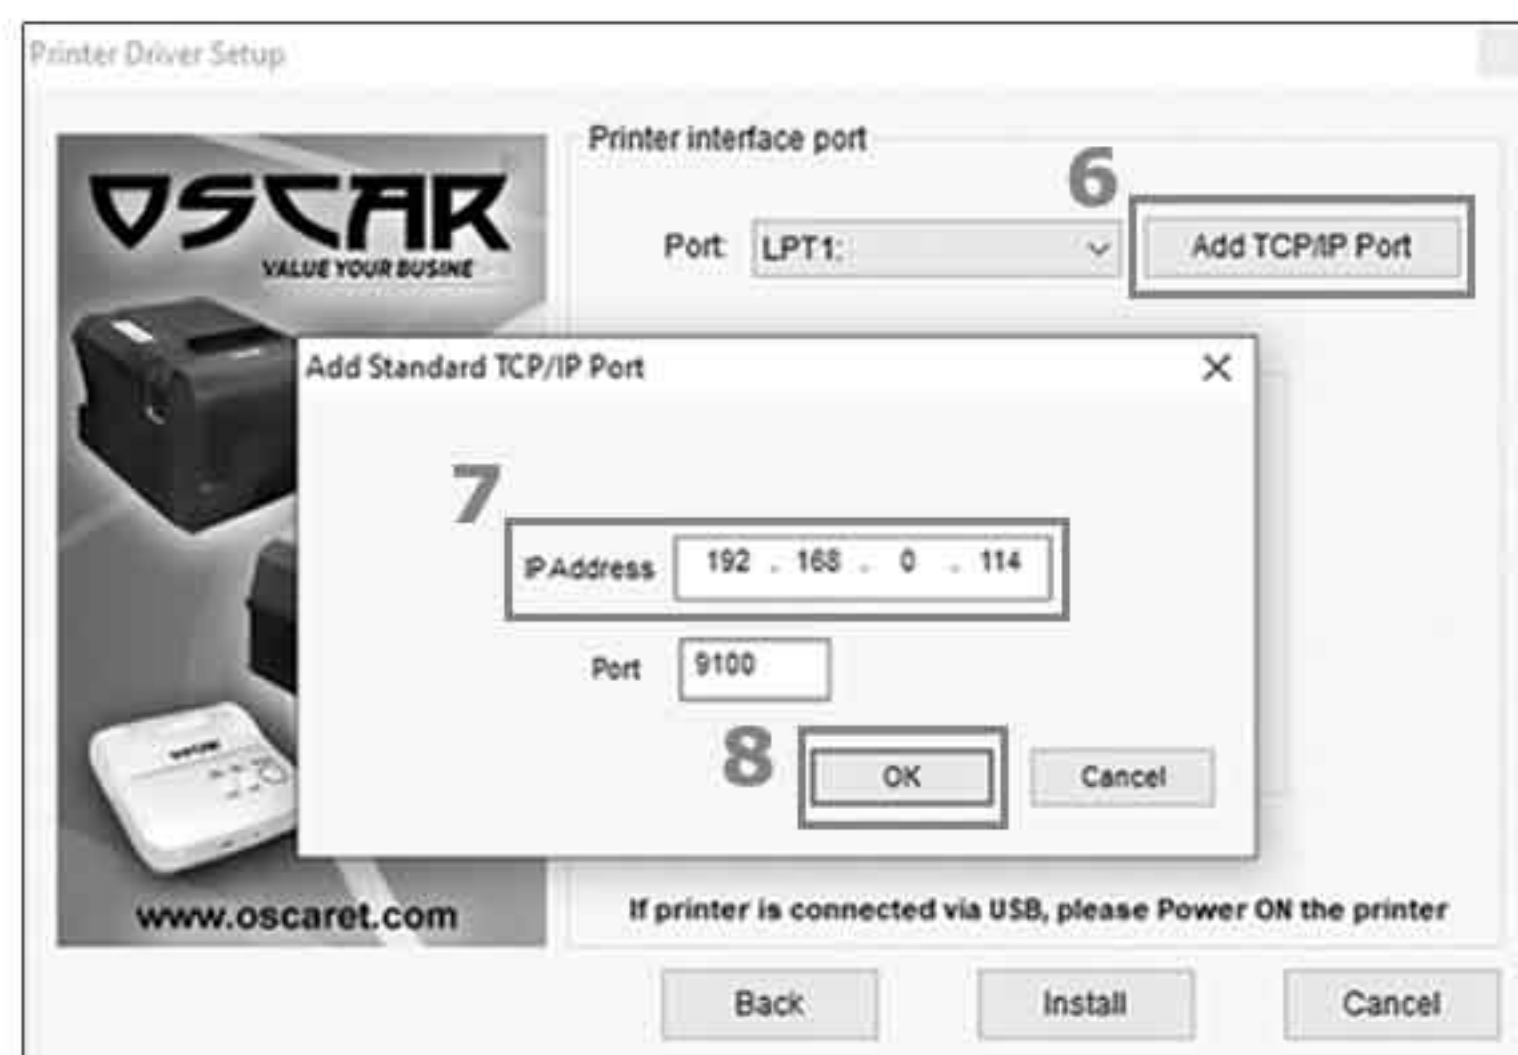 Printer Driver Setup
OSCAR
VALUE YOUR BUSINE
www.oscaret.com
Printer interface port
6
Port: LPT1: Add TCP/IP Port
Add Standard TCP/IP Port
7
IP Address 192 . 168 . 0 . 114
Port 9100
8
OK Cancel
If printer is connected via USB, please Power ON the printer
Back Install Cancel